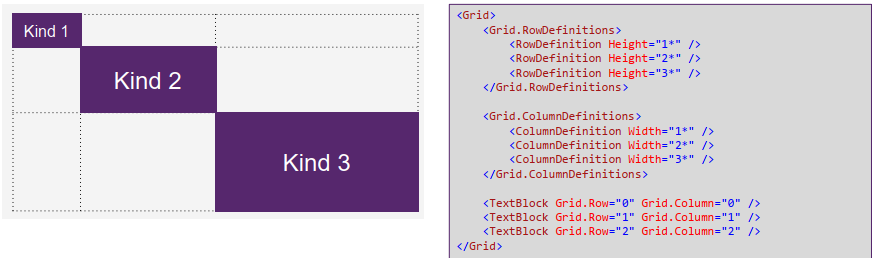 Kind 1
Kind 2
Kind 3
<Grid>
    <Grid.RowDefinitions>
        <RowDefinition Height="1*" />
        <RowDefinition Height="2*" />
        <RowDefinition Height="3*" />
    </Grid.RowDefinitions>

    <Grid.ColumnDefinitions>
        <ColumnDefinition Width="1*" />
        <ColumnDefinition Width="2*" />
        <ColumnDefinition Width="3*" />
    </Grid.ColumnDefinitions>

    <TextBlock Grid.Row="0" Grid.Column="0" />
    <TextBlock Grid.Row="1" Grid.Column="1" />
    <TextBlock Grid.Row="2" Grid.Column="2" />
</Grid>